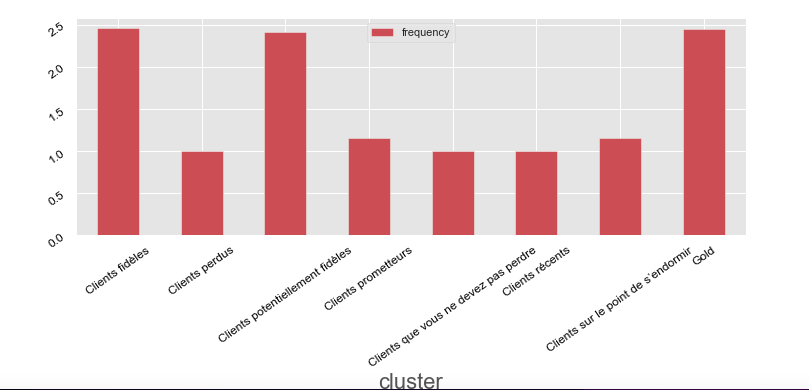 frequency
2.5
2.0
1.5
1.0
0.5
0.0
Clients fidèles
Clients perdus
Clients potentiellement fidèles
Clients prometteurs
Clients que vous ne devez pas perdre
Clients récents
Clients sur le point de s'endormir
Gold
cluster